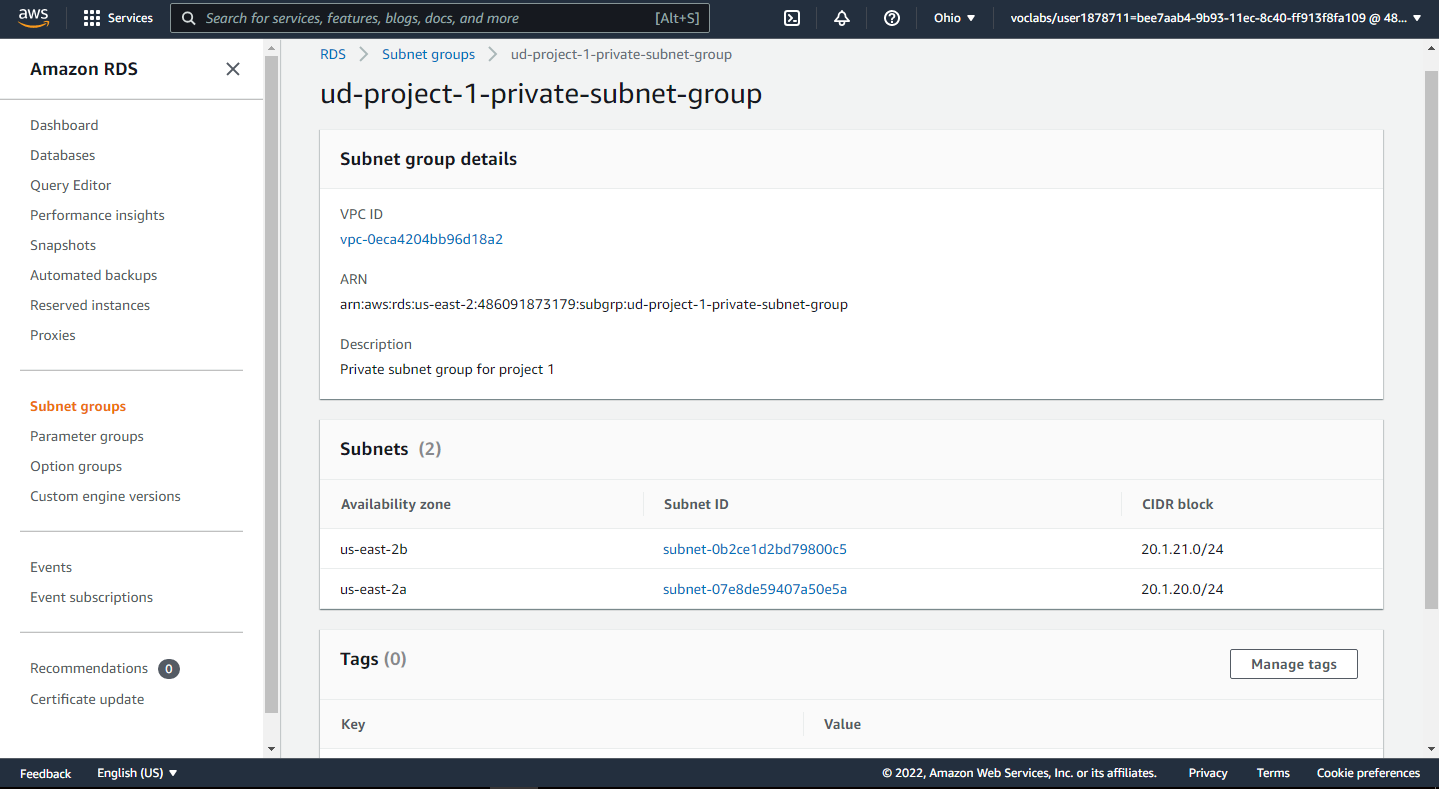 aws
Services
Search for services, features, blogs, docs, and more [Alt+S]
Ohio
voclabs/user1878711=bee7aab4-9b93-11ec-8c40-ff913f8fa109 @ 48...
Amazon RDS
Dashboard
Databases
Query Editor
Performance insights
Snapshots
Automated backups
Reserved instances
Proxies
Subnet groups
Parameter groups
Option groups
Custom engine versions
Events
Event subscriptions
Recommendations 0
Certificate update
RDS Subnet groups ud-project-1-private-subnet-group
ud-project-1-private-subnet-group
Subnet group details
VPC ID
vpc-0eca4204bb96d18a2
ARN
arn:aws:rds:us-east-2:486091873179:subgrp:ud-project-1-private-subnet-group
Description
Private subnet group for project 1
Subnets (2)
Availability zone Subnet ID CIDR block
us-east-2b subnet-0b2ce1d2bd79800c5 20.1.21.0/24
us-east-2a subnet-07e8de59407a50e5a 20.1.20.0/24
Tags (0)
Manage tags
Key Value
Feedback English (US) © 2022, Amazon Web Services, Inc. or its affiliates. Privacy Terms Cookie preferences